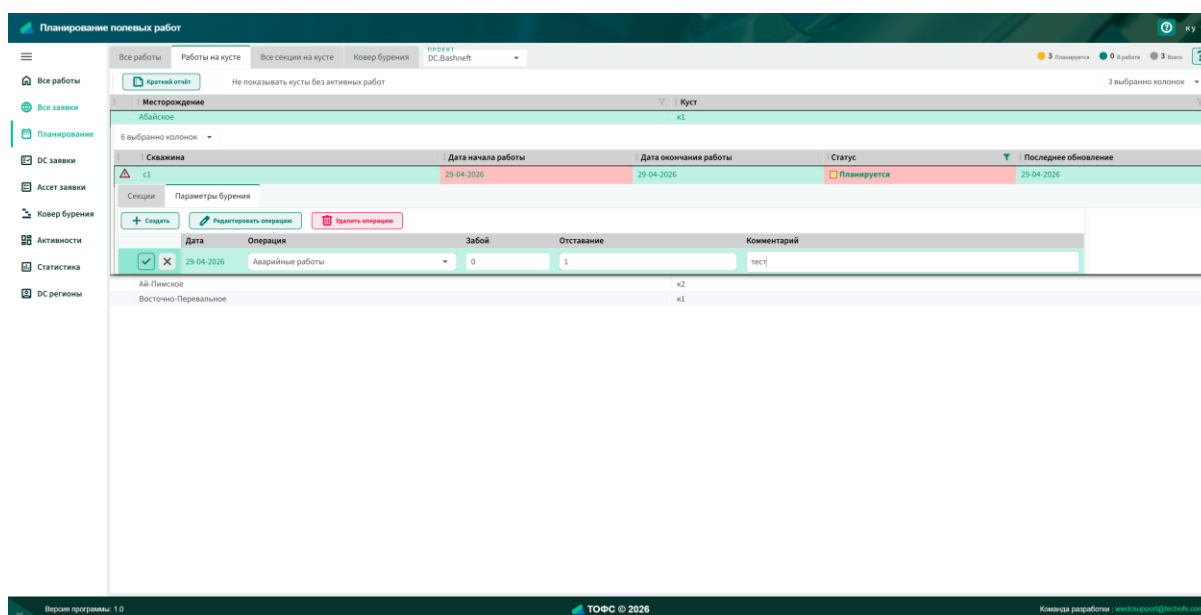 Планирование полевых работ
к у
Все работы Работы на кусте Все секции на кусте Ковер бурения ПРОЕКТ DC.Bashneft
3 Планируется 0 В работе 3 Всего
Краткий отчёт Не показывать кусты без активных работ 3 выбранно колонок
Все работы
Все заявки
Планирование
DC заявки
Ассет заявки
Ковер бурения
Активности
Статистика
DC регионы
Месторождение Куст
Абайское к1
6 выбранно колонок
Скважина Дата начала работы Дата окончания работы Статус Последнее обновление
с1 29-04-2026 29-04-2026 Планируется 29-04-2026
Секции Параметры бурения
Создать Редактировать операцию Удалить операцию
Дата Операция Забой Отставание Комментарий
29-04-2026 Аварийные работы 0 1 тест
Ай-Пимское к2
Восточно-Перевальное к1
Версия программы: 1.0 ТОФС © 2026 Команда разработки : wwdcsupport@techofs.com